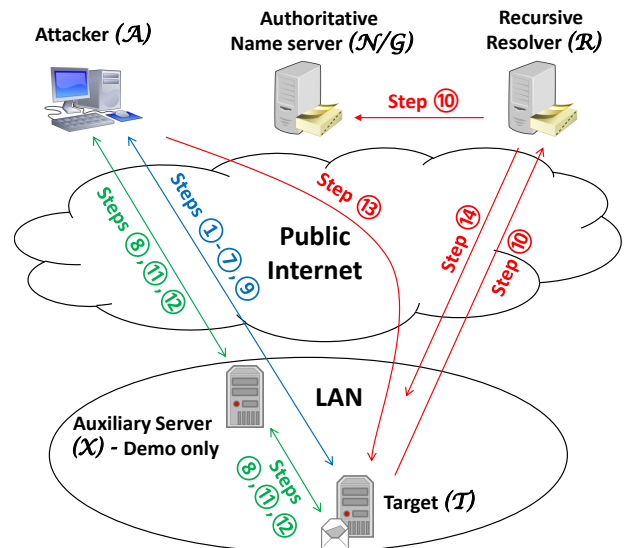 Attacker (𝒜)
Authoritative
Name server (𝒩/𝒢)
Recursive
Resolver (ℛ)
Step ⑩
Step ⑬
Steps
⑧,⑪,⑫
Steps
①-⑦,⑨
Public
Internet
Step ⑭
Step ⑩
LAN
Auxiliary Server
(𝒳) - Demo only
Steps
⑧,⑪,⑫
Target (𝒯)